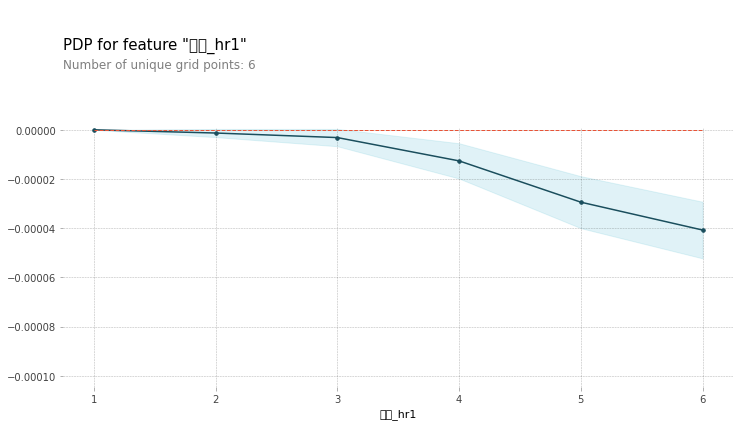 PDP for feature "▯▯_hr1"
Number of unique grid points: 6
0.00000
−0.00002
−0.00004
−0.00006
−0.00008
−0.00010
1 2 3 4 5 6
▯▯_hr1